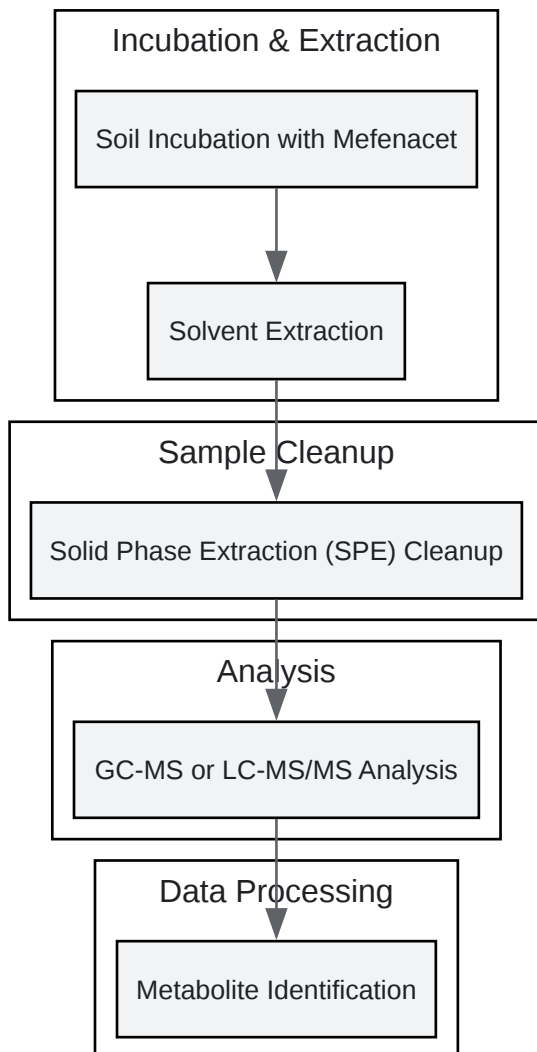 Incubation & Extraction
Soil Incubation with Mefenacet
Solvent Extraction
Sample Cleanup
Solid Phase Extraction (SPE) Cleanup
Analysis
GC-MS or LC-MS/MS Analysis
Data Processing
Metabolite Identification